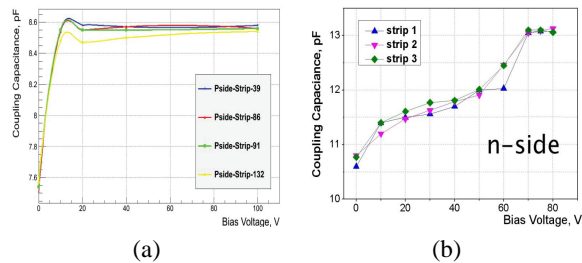 Coupling Capacitance, pF
8.6
8.4
8.2
8
7.8
7.6
Pside-Strip-39
Pside-Strip-86
Pside-Strip-91
Pside-Strip-132
0
20
40
60
80
100
Bias Voltage, V
(a)
Coupling Capacitance, pF
13
12
11
10
strip 1
strip 2
strip 3
n-side
0
20
40
60
80
Bias Voltage, V
(b)